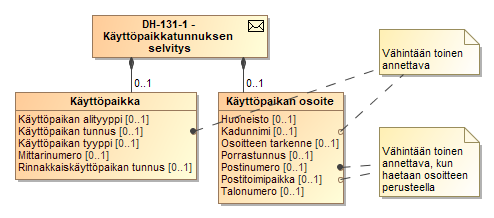 DH-131-1 -
Käyttöpaikkatunnuksen
selvitys
0..1
0..1
Käyttöpaikka
Käyttöpaikan alityyppi [0..1]
Käyttöpaikan tunnus [0..1]
Käyttöpaikan tyyppi [0..1]
Mittarinumero [0..1]
Rinnakkaiskäyttöpaikan tunnus [0..1]
Käyttöpaikan osoite
Huoneisto [0..1]
Kadunnimi [0..1]
Osoitteen tarkenne [0..1]
Porrastunnus [0..1]
Postinumero [0..1]
Postitoimipaikka [0..1]
Talonumero [0..1]
Vähintään toinen
annettava
Vähintään toinen
annettava, kun
haetaan osoitteen
perusteella